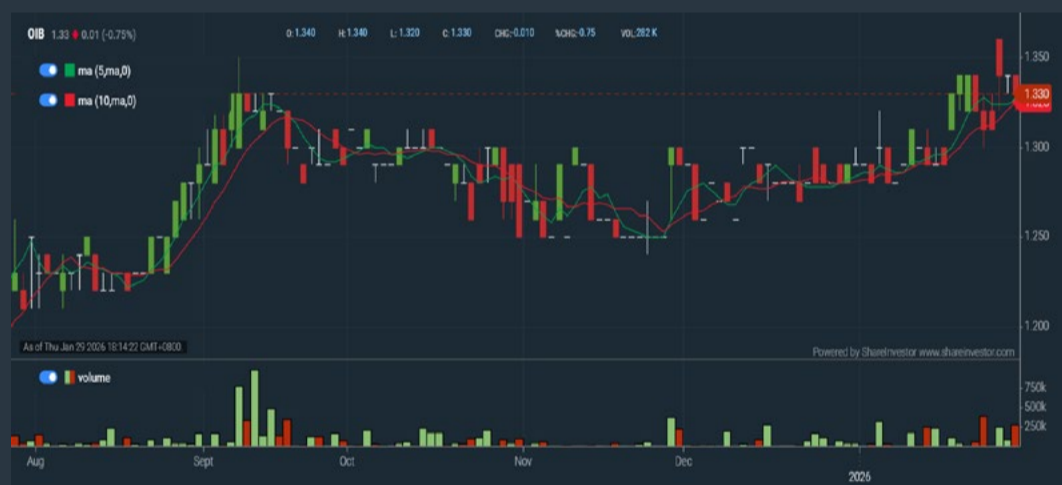 OIB 1.33 0.01 (-0.75%) O: 1.340 H: 1.340 L: 1.320 C: 1.330 CHG:-0.010 %CHG:-0.75 VOL:282 K
ma (5,ma,0)
ma (10,ma,0)
1.350
1.330
1.300
1.250
1.200
As of Thu Jan 29 2026 18:14:22 GMT+0800
Powered by ShareInvestor www.shareinvestor.com
volume
750k
500k
250k
Aug Sept Oct Nov Dec
2026